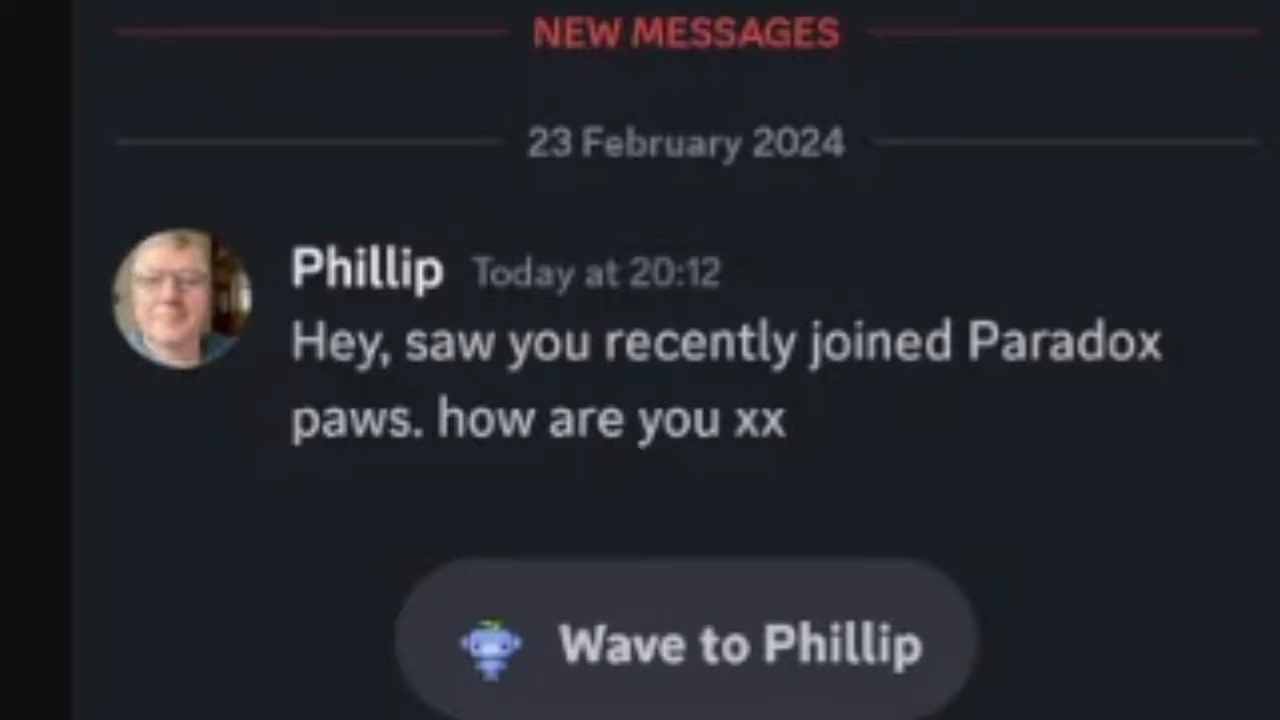 NEW MESSAGES
23 February 2024
Phillip Today at 20:12
Hey, saw you recently joined Paradox
paws. how are you xx
Wave to Phillip